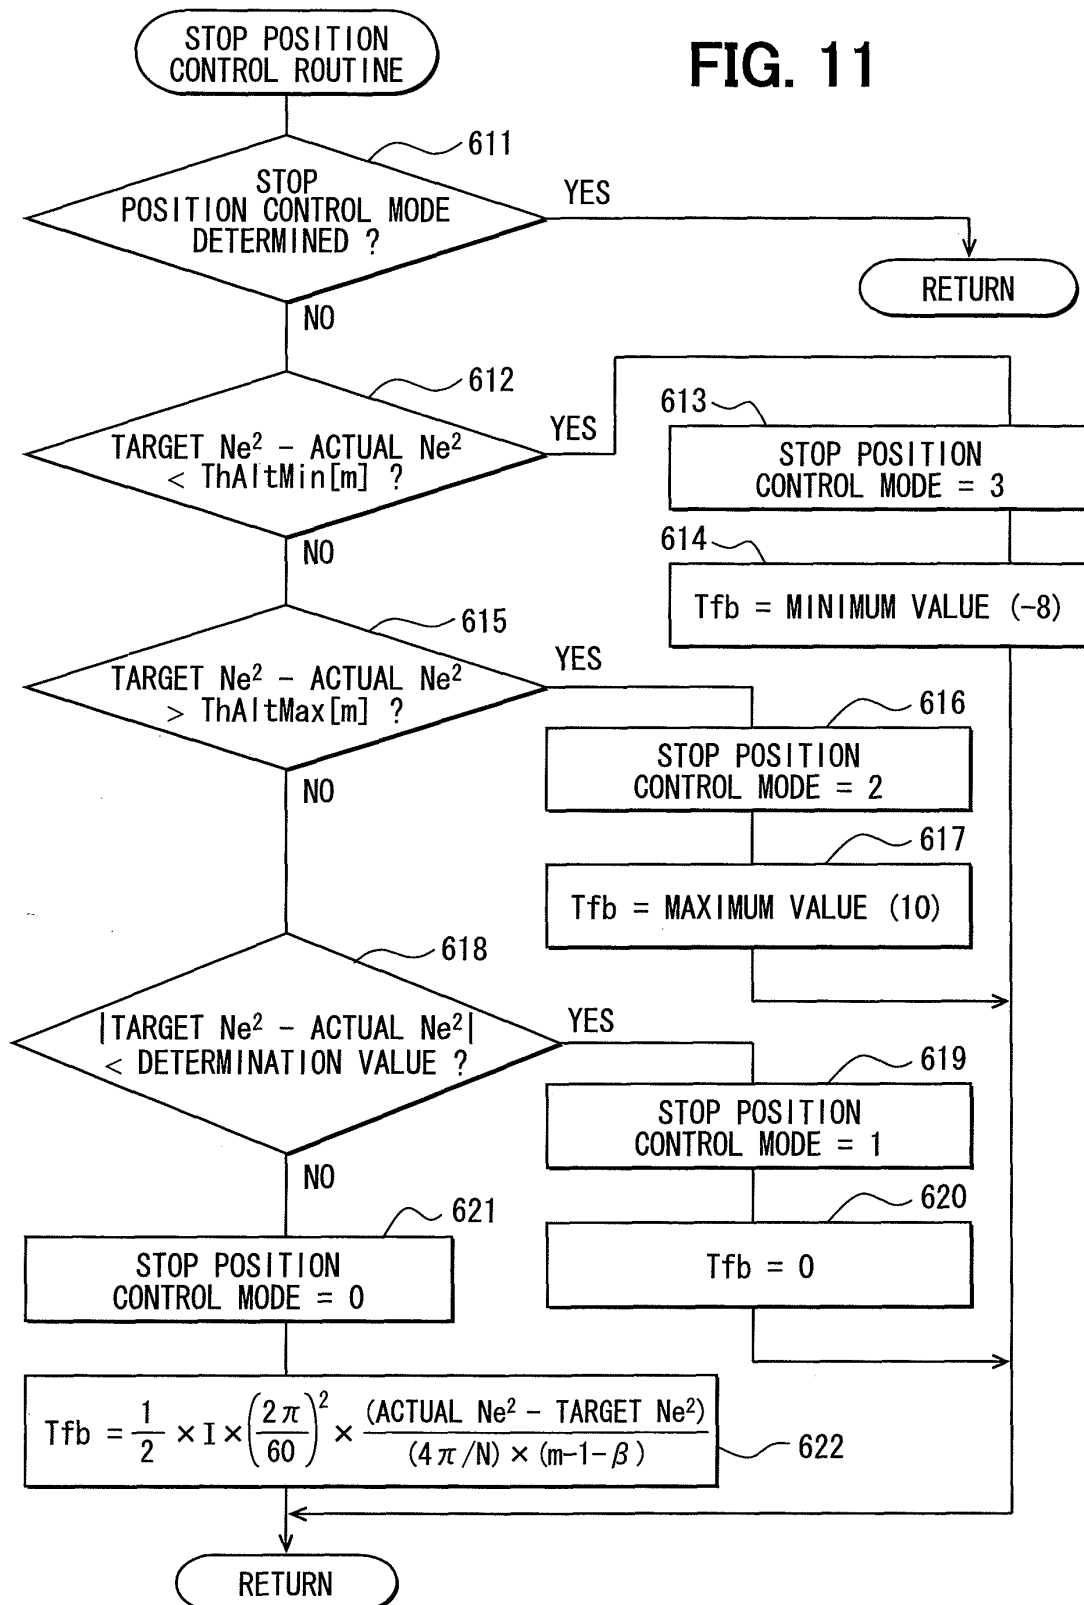 STOP POSITION
CONTROL ROUTINE
FIG. 11
611
STOP
POSITION CONTROL MODE
DETERMINED ?
YES
RETURN
NO
612
TARGET Ne² - ACTUAL Ne²
< ThAltMin[m] ?
YES
613
STOP POSITION
CONTROL MODE = 3
NO
614
Tfb = MINIMUM VALUE (-8)
615
TARGET Ne² - ACTUAL Ne²
> ThAltMax[m] ?
YES
616
STOP POSITION
CONTROL MODE = 2
NO
617
Tfb = MAXIMUM VALUE (10)
618
|TARGET Ne² - ACTUAL Ne²|
< DETERMINATION VALUE ?
YES
619
STOP POSITION
CONTROL MODE = 1
NO
620
Tfb = 0
621
STOP POSITION
CONTROL MODE = 0
Tfb = 1/2 × I × (2π/60)² × (ACTUAL Ne² - TARGET Ne²)/(4π/N) × (m-1-β)
622
RETURN